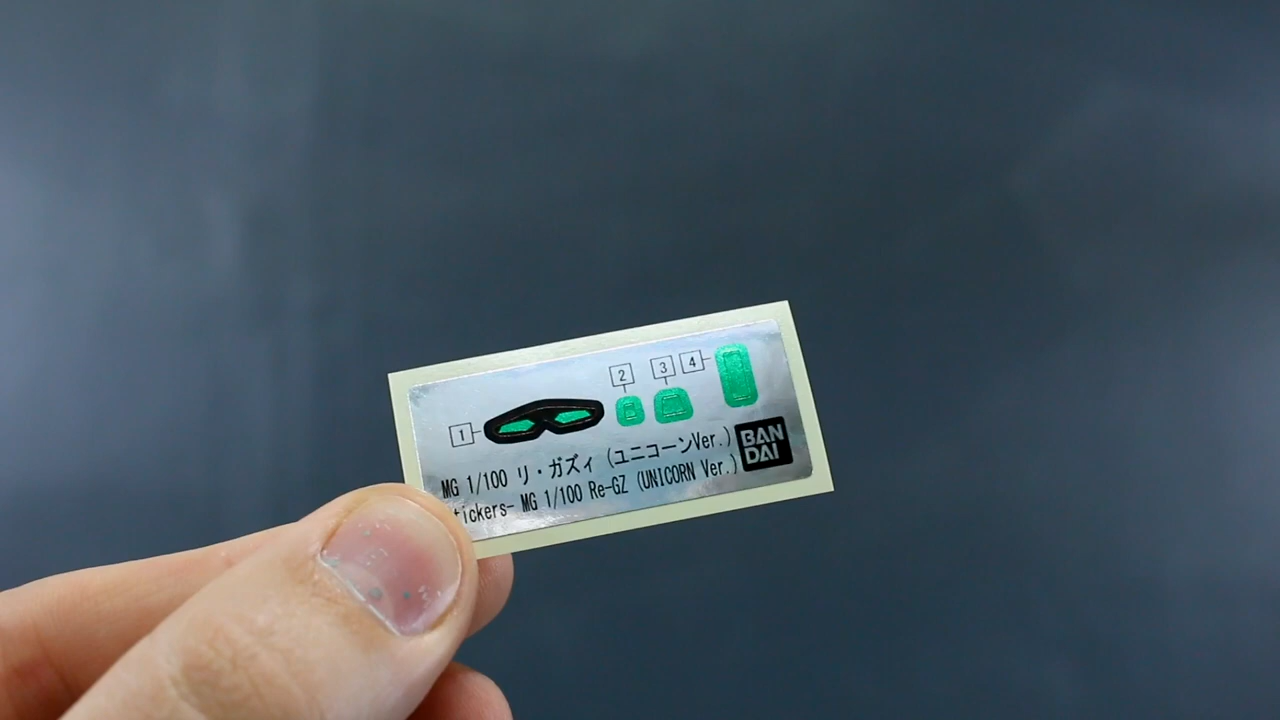 2
3
4
1
MG 1/100 リ・ガズィ (ユニコーンVer.)
tickers- MG 1/100 Re-GZ (UNICORN Ver.)
BAN
DAI